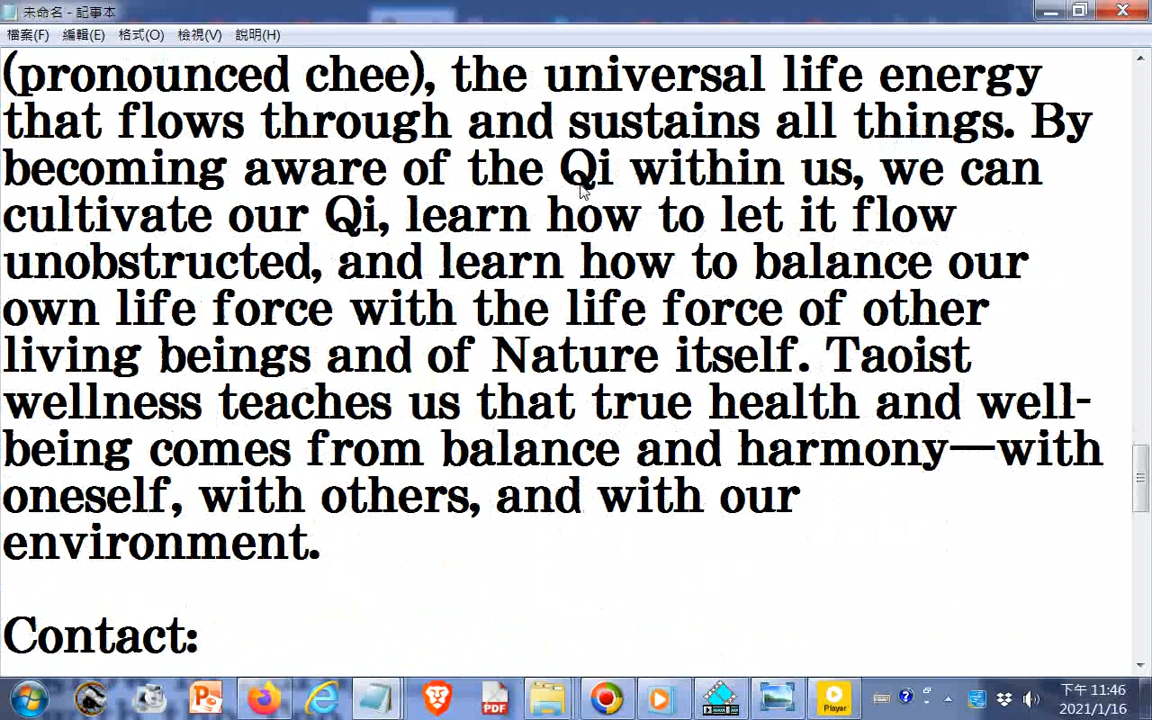 未命名 - 記事本
檔案(F) 編輯(E) 格式(O) 檢視(V) 說明(H)
(pronounced chee), the universal life energy
that flows through and sustains all things. By
becoming aware of the Qi within us, we can
cultivate our Qi, learn how to let it flow
unobstructed, and learn how to balance our
own life force with the life force of other
living beings and of Nature itself. Taoist
wellness teaches us that true health and well-
being comes from balance and harmony—with
oneself, with others, and with our
environment.
Contact:
PDF
Player
下午 11:46
2021/1/16